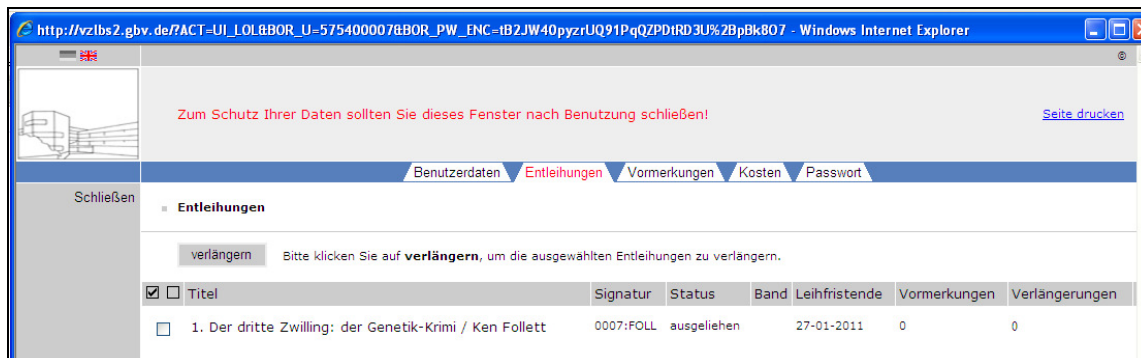 http://vzlbs2.gbv.de/?ACT=UI_LOL&BOR_U=575400007&BOR_PW_ENC=tB2JW40pyzrUQ91PqQZPDtRD3U%2BpBk8O7 - Windows Internet Explorer
©
Zum Schutz Ihrer Daten sollten Sie dieses Fenster nach Benutzung schließen!
Seite drucken
Benutzerdaten Entleihungen Vormerkungen Kosten Passwort
Schließen
Entleihungen
verlängern Bitte klicken Sie auf verlängern, um die ausgewählten Entleihungen zu verlängern.
Titel Signatur Status Band Leihfristende Vormerkungen Verlängerungen
1. Der dritte Zwilling: der Genetik-Krimi / Ken Follett 0007:FOLL ausgeliehen 27-01-2011 0 0